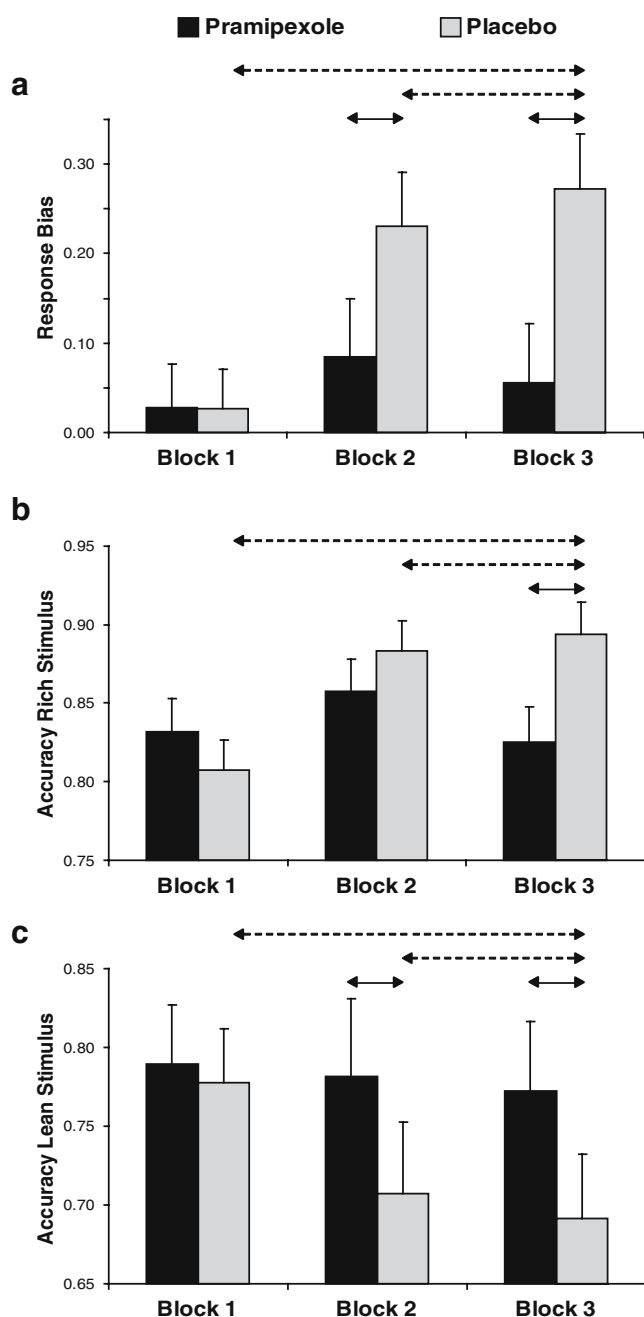 Pramipexole Placebo
a
Response Bias
0.30
0.20
0.10
0.00
Block 1 Block 2 Block 3
b
Accuracy Rich Stimulus
0.95
0.90
0.85
0.80
0.75
Block 1 Block 2 Block 3
c
Accuracy Lean Stimulus
0.85
0.80
0.75
0.70
0.65
Block 1 Block 2 Block 3